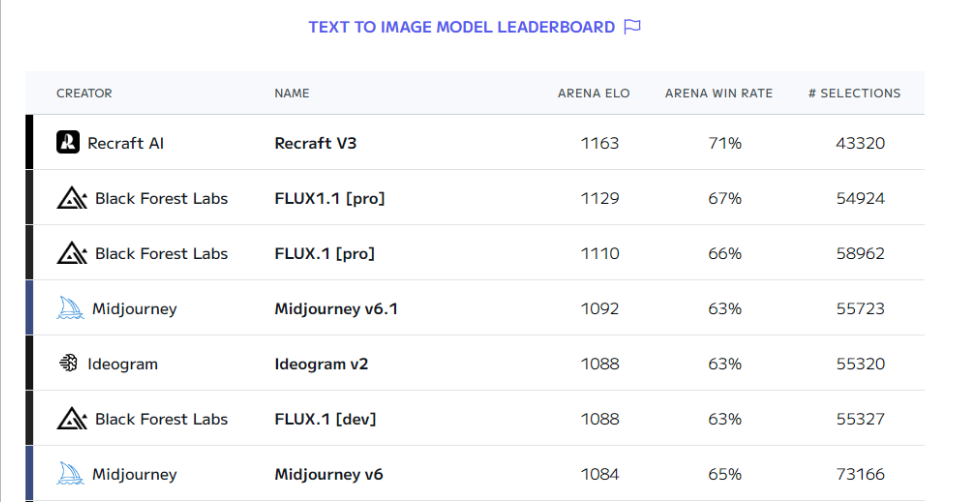 TEXT TO IMAGE MODEL LEADERBOARD
CREATOR NAME ARENA ELO ARENA WIN RATE # SELECTIONS
Recraft AI Recraft V3 1163 71% 43320
Black Forest Labs FLUX1.1 [pro] 1129 67% 54924
Black Forest Labs FLUX.1 [pro] 1110 66% 58962
Midjourney Midjourney v6.1 1092 63% 55723
Ideogram Ideogram v2 1088 63% 55320
Black Forest Labs FLUX.1 [dev] 1088 63% 55327
Midjourney Midjourney v6 1084 65% 73166